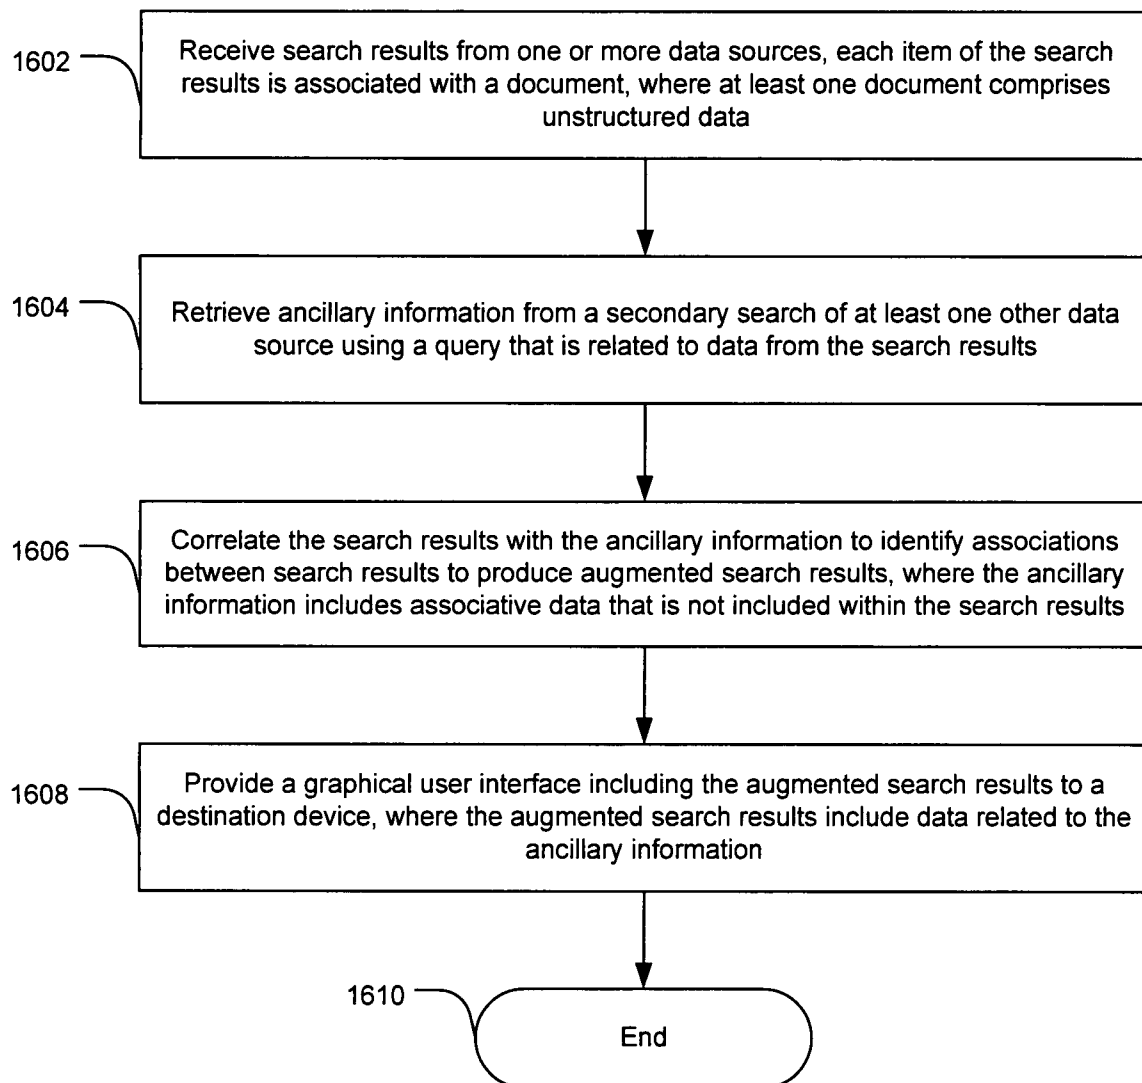 1602
Receive search results from one or more data sources, each item of the search
results is associated with a document, where at least one document comprises
unstructured data
1604
Retrieve ancillary information from a secondary search of at least one other data
source using a query that is related to data from the search results
1606
Correlate the search results with the ancillary information to identify associations
between search results to produce augmented search results, where the ancillary
information includes associative data that is not included within the search results
1608
Provide a graphical user interface including the augmented search results to a
destination device, where the augmented search results include data related to the
ancillary information
1610
End